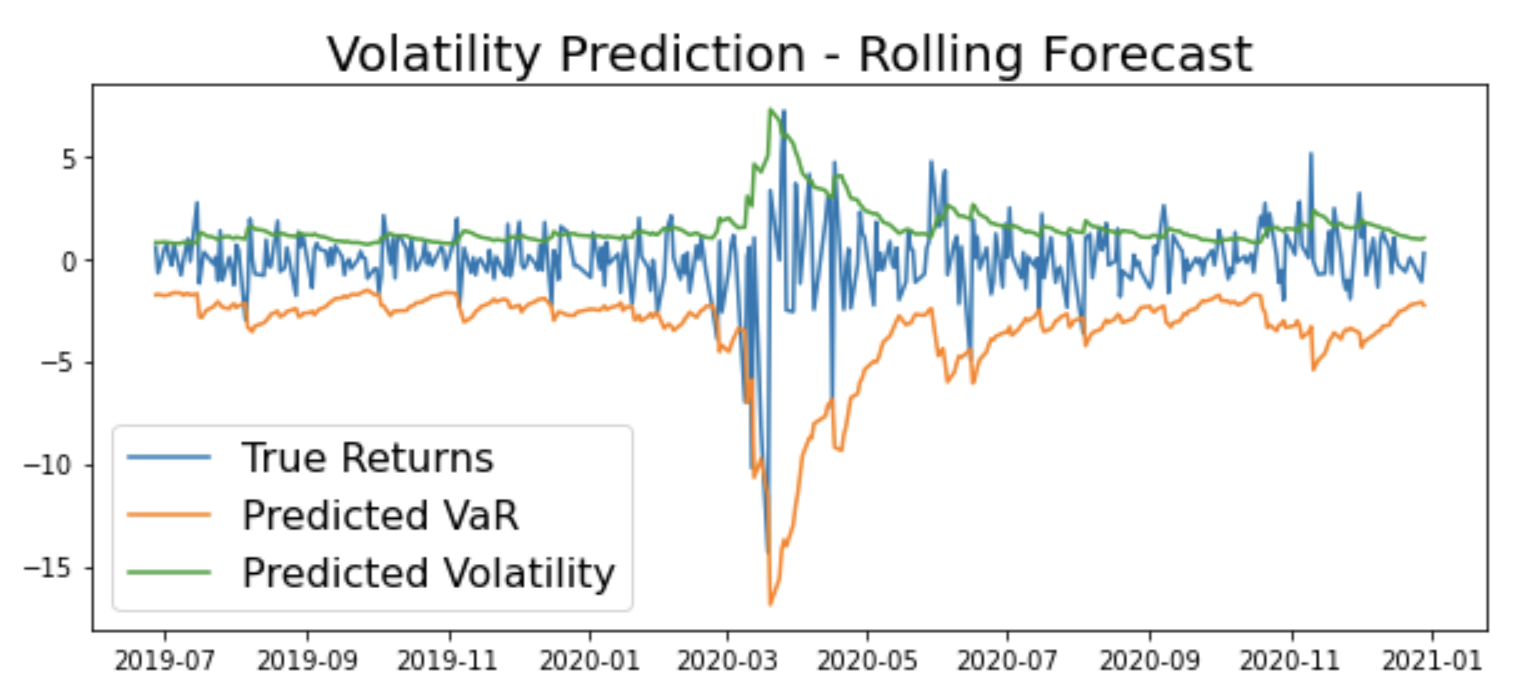 Volatility Prediction - Rolling Forecast
5
0
−5
−10
−15
True Returns
Predicted VaR
Predicted Volatility
2019-07 2019-09 2019-11 2020-01 2020-03 2020-05 2020-07 2020-09 2020-11 2021-01